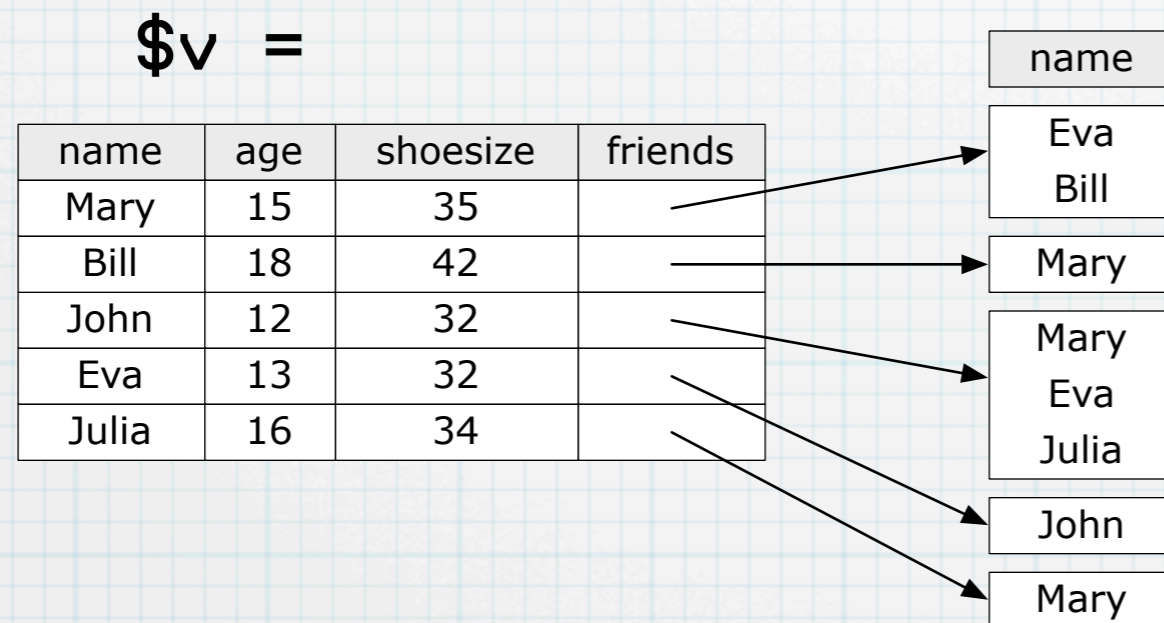 $v =
name age shoesize friends
Mary 15 35
Bill 18 42
John 12 32
Eva 13 32
Julia 16 34
name
Eva
Bill
Mary
Mary
Eva
Julia
John
Mary